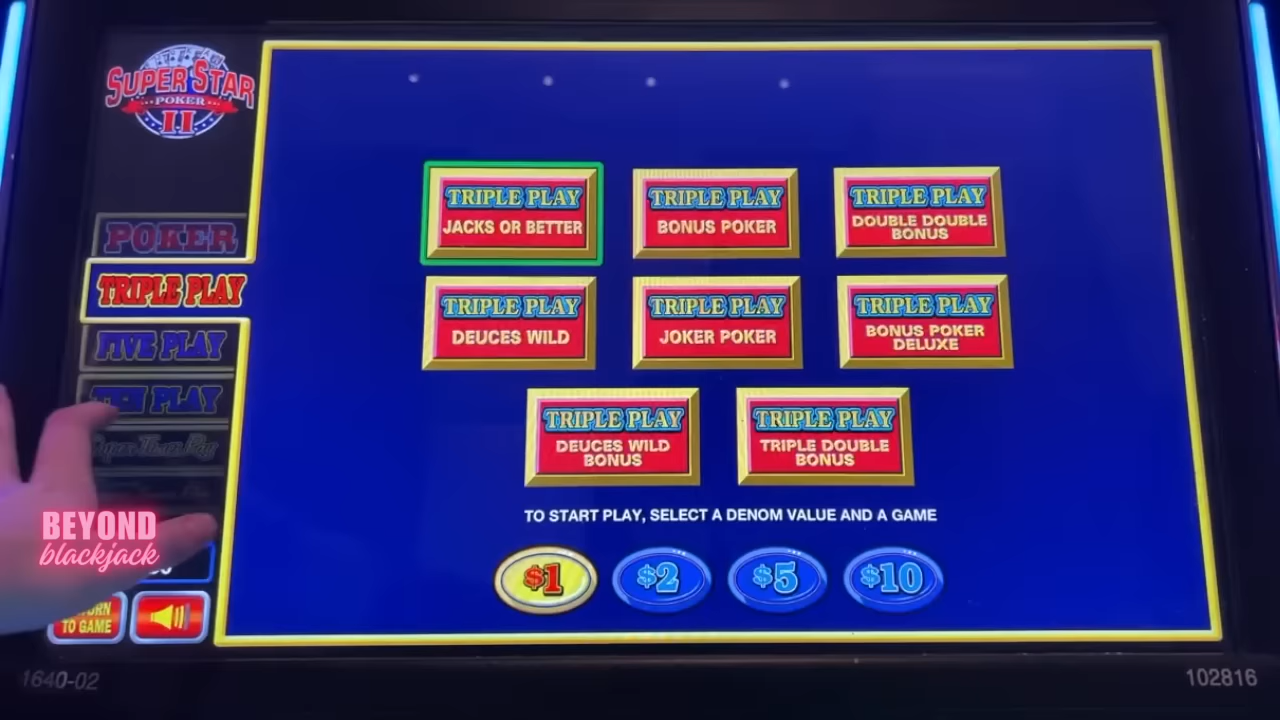 SUPER STAR
POKER
II
POKER
TRIPLE PLAY
FIVE PLAY
TEN PLAY
TRIPLE PLAY
JACKS OR BETTER
TRIPLE PLAY
BONUS POKER
TRIPLE PLAY
DOUBLE DOUBLE
BONUS
TRIPLE PLAY
DEUCES WILD
TRIPLE PLAY
JOKER POKER
TRIPLE PLAY
BONUS POKER
DELUXE
TRIPLE PLAY
DEUCES WILD
BONUS
TRIPLE PLAY
TRIPLE DOUBLE
BONUS
TO START PLAY, SELECT A DENOM VALUE AND A GAME
$1
$2
$5
$10
BEYOND
blackjack
TO GAME
1640-02
102816